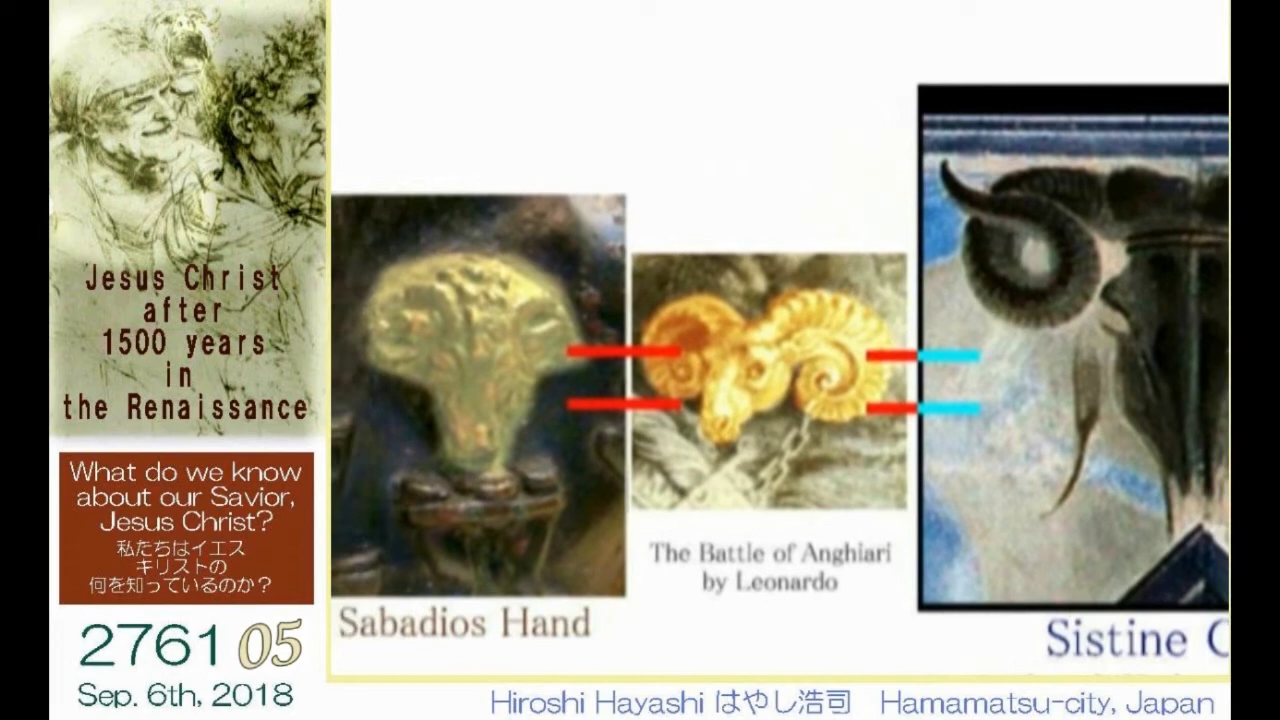 Jesus Christ
after
1500 years
in
the Renaissance
What do we know
about our Savior,
Jesus Christ?
私たちはイエス
キリストの
何を知っているのか？
2761 05
Sep. 6th, 2018
Sabadios Hand
The Battle of Anghiari
by Leonardo
Sistine C
Hiroshi Hayashi はやし浩司 Hamamatsu-city, Japan